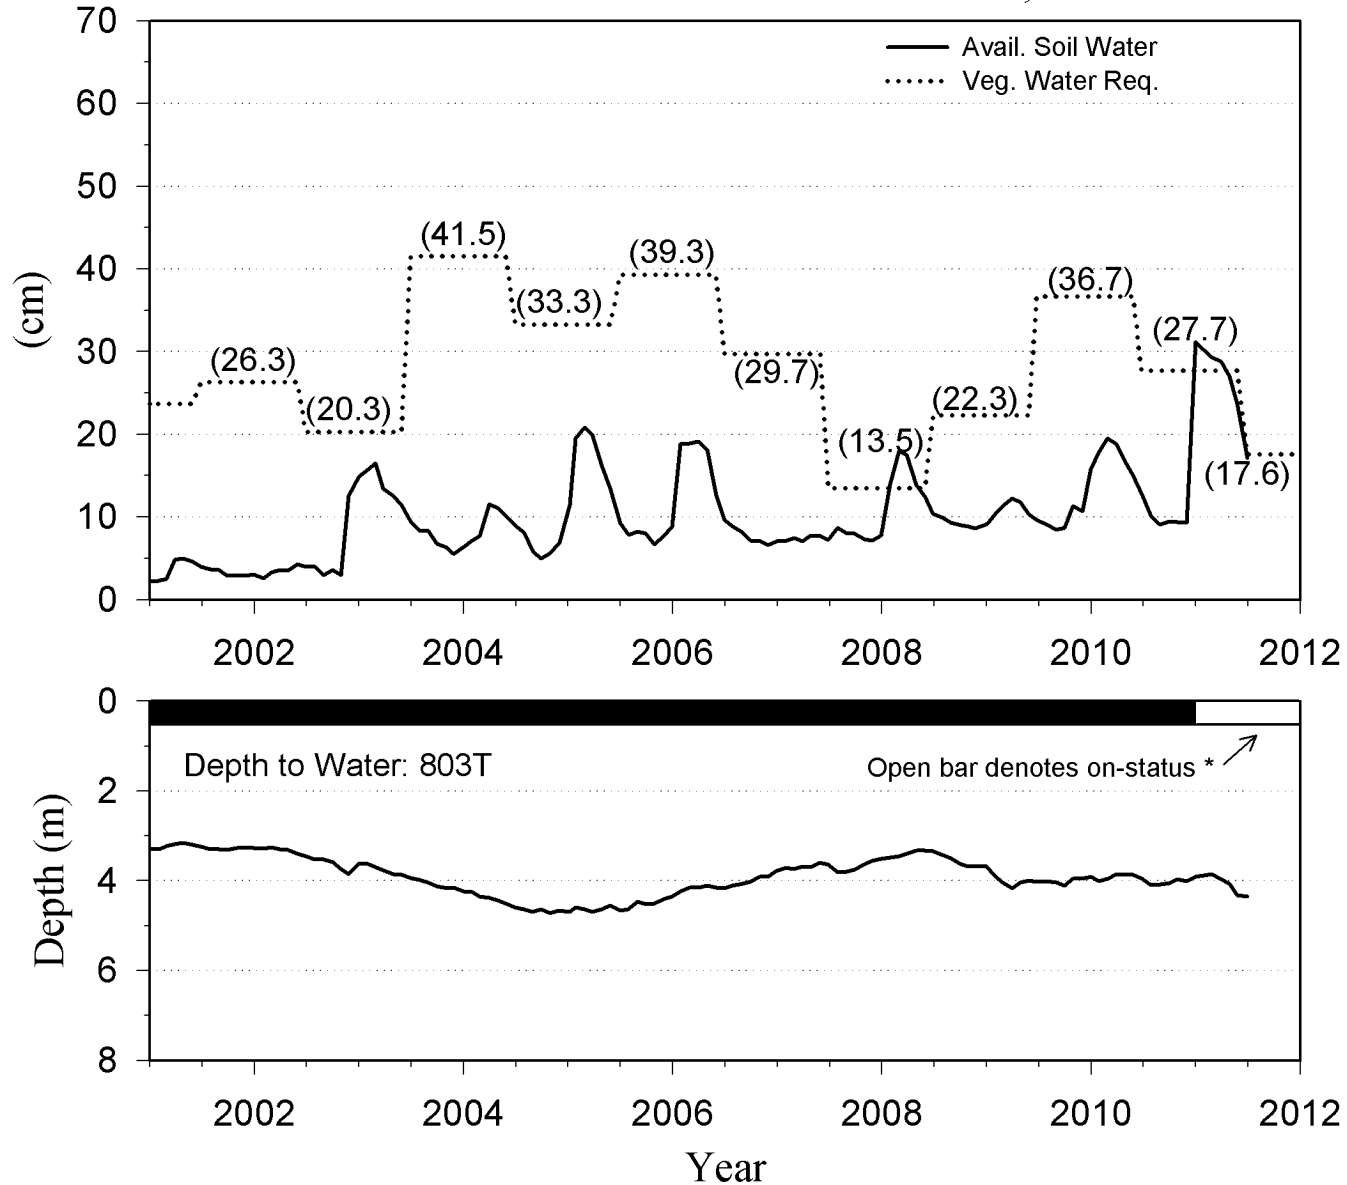 70
Avail. Soil Water
Veg. Water Req.
60
50
(41.5)
(39.3)
40
(36.7)
(33.3)
(cm)
30
(27.7)
(26.3)
(29.7)
(22.3)
(20.3)
20
(13.5)
(17.6)
10
0
2002 2004 2006 2008 2010 2012
0
Depth to Water: 803T
Open bar denotes on-status *
2
Depth (m)
4
6
8
2002 2004 2006 2008 2010 2012
Year